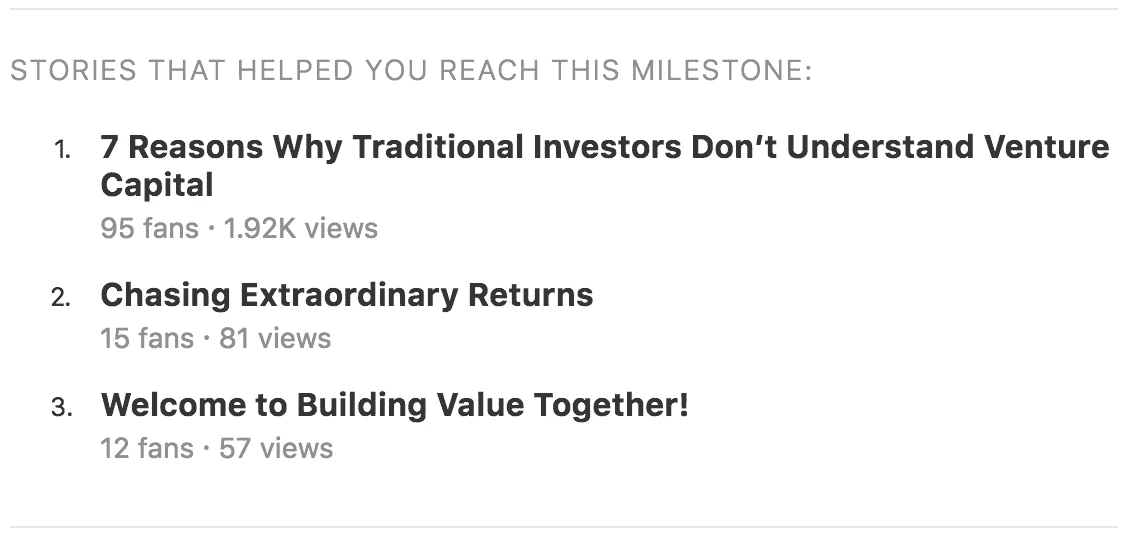 STORIES THAT HELPED YOU REACH THIS MILESTONE:
1. 7 Reasons Why Traditional Investors Don’t Understand Venture
Capital
95 fans · 1.92K views
2. Chasing Extraordinary Returns
15 fans · 81 views
3. Welcome to Building Value Together!
12 fans · 57 views